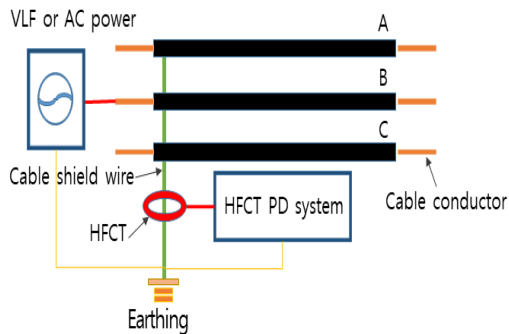 VLF or AC power
A
B
C
Cable shield wire
HFCT PD system
Cable conductor
HFCT
Earthing